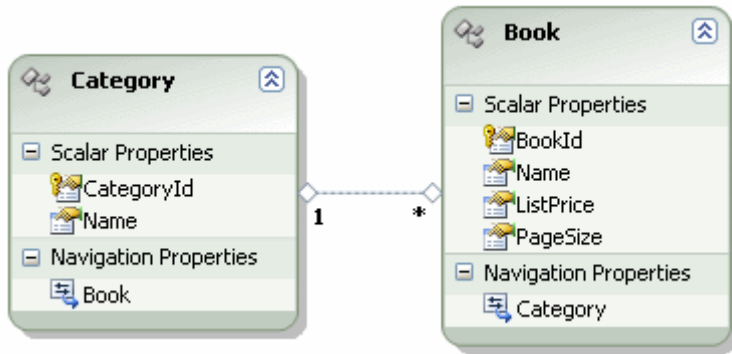 Category
Scalar Properties
CategoryId
Name
Navigation Properties
Book
1
*
Book
Scalar Properties
BookId
Name
ListPrice
PageSize
Navigation Properties
Category